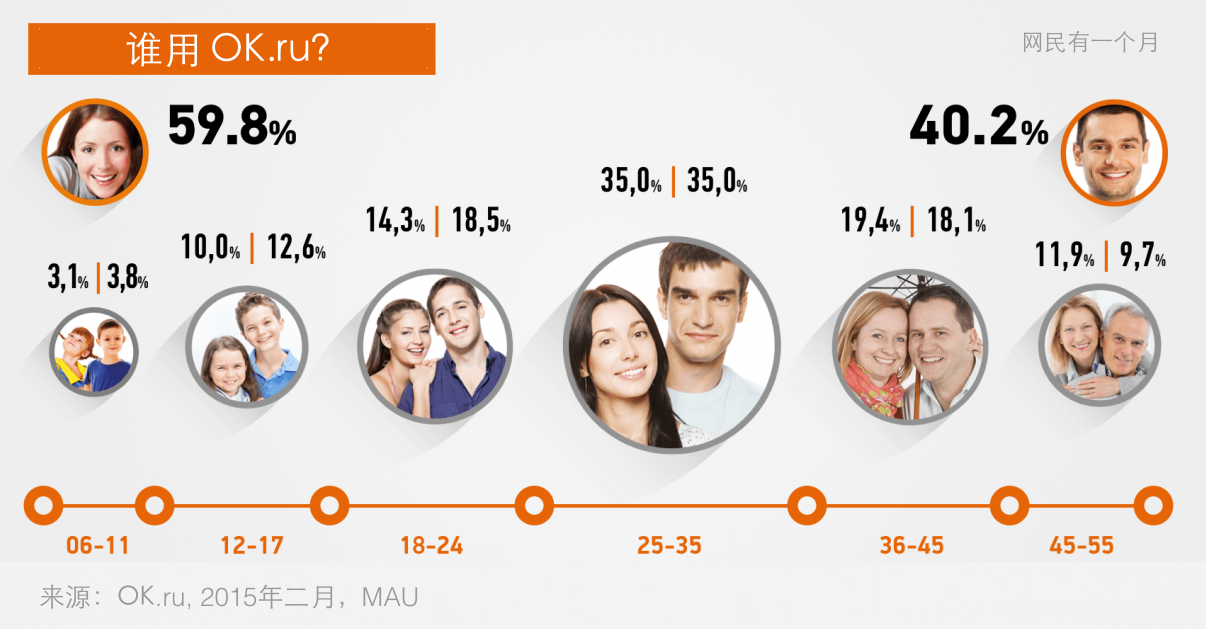 谁用 OK.ru?
网民有一个月
59.8%
40.2%
35,0% | 35,0%
14,3% | 18,5%
19,4% | 18,1%
10,0% | 12,6%
11,9% | 9,7%
3,1% | 3,8%
06-11
12-17
18-24
25-35
36-45
45-55
来源：OK.ru, 2015年二月，MAU